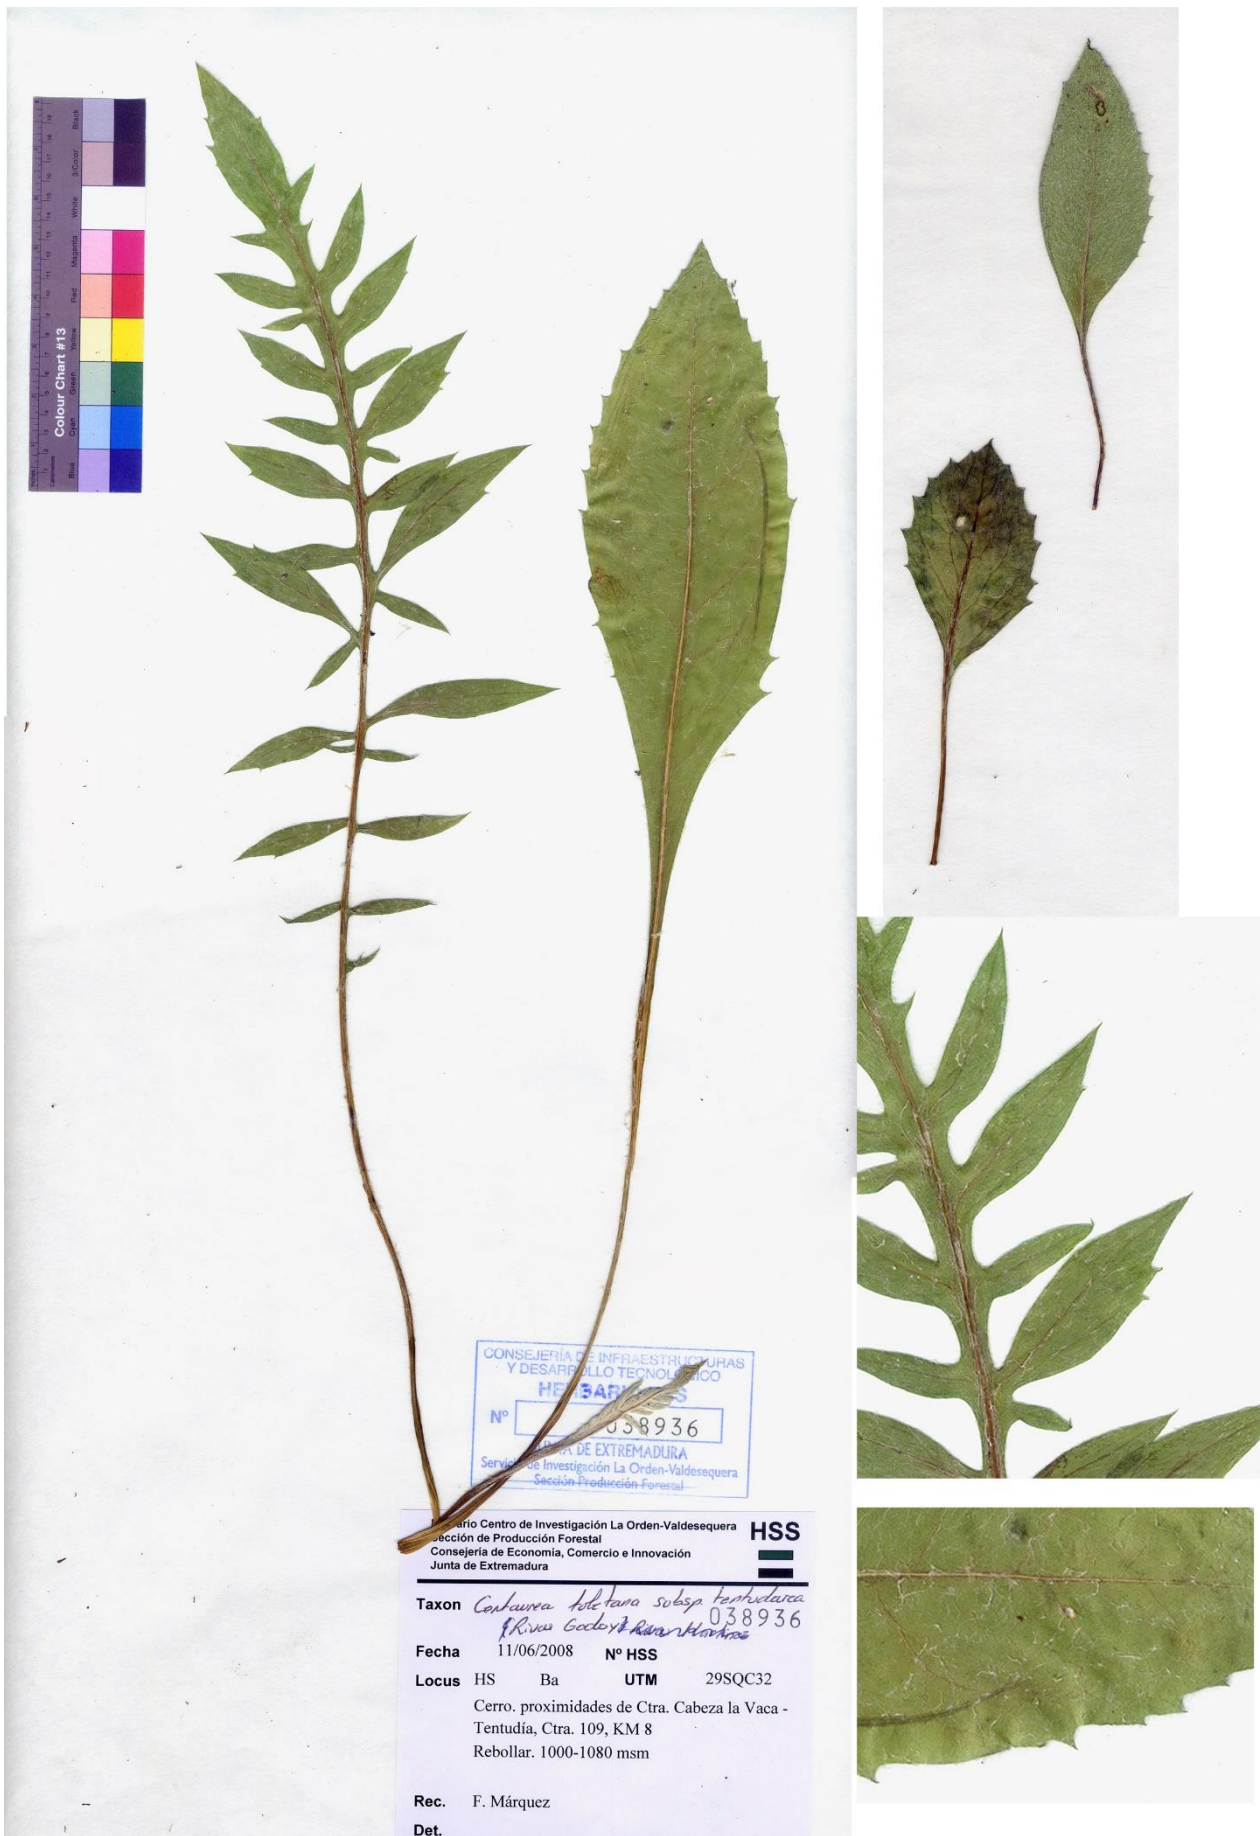 Colour Chart #13
Blue
Cyan
Green
Yellow
Red
Magenta
White
3/Color
Black
CONSEJERÍA DE INFRAESTRUCTURAS
Y DESARROLLO TECNOLÓGICO
Nº
038936
DE EXTREMADURA
de Investigación La Orden-Valdesequera
Sección Producción Forestal
Centro de Investigación La Orden-Valdesequera
Sección de Producción Forestal
Consejería de Economía, Comercio e Innovación
Junta de Extremadura
HSS
Taxon Centaurea toletana subsp. tentudaica
(Rivas Goday)
038936
Fecha 11/06/2008 Nº HSS
Locus HS Ba UTM 29SQC32
Cerro. proximidades de Ctra. Cabeza la Vaca -
Tentudía, Ctra. 109, KM 8
Rebollar. 1000-1080 msm
Rec. F. Márquez
Det.